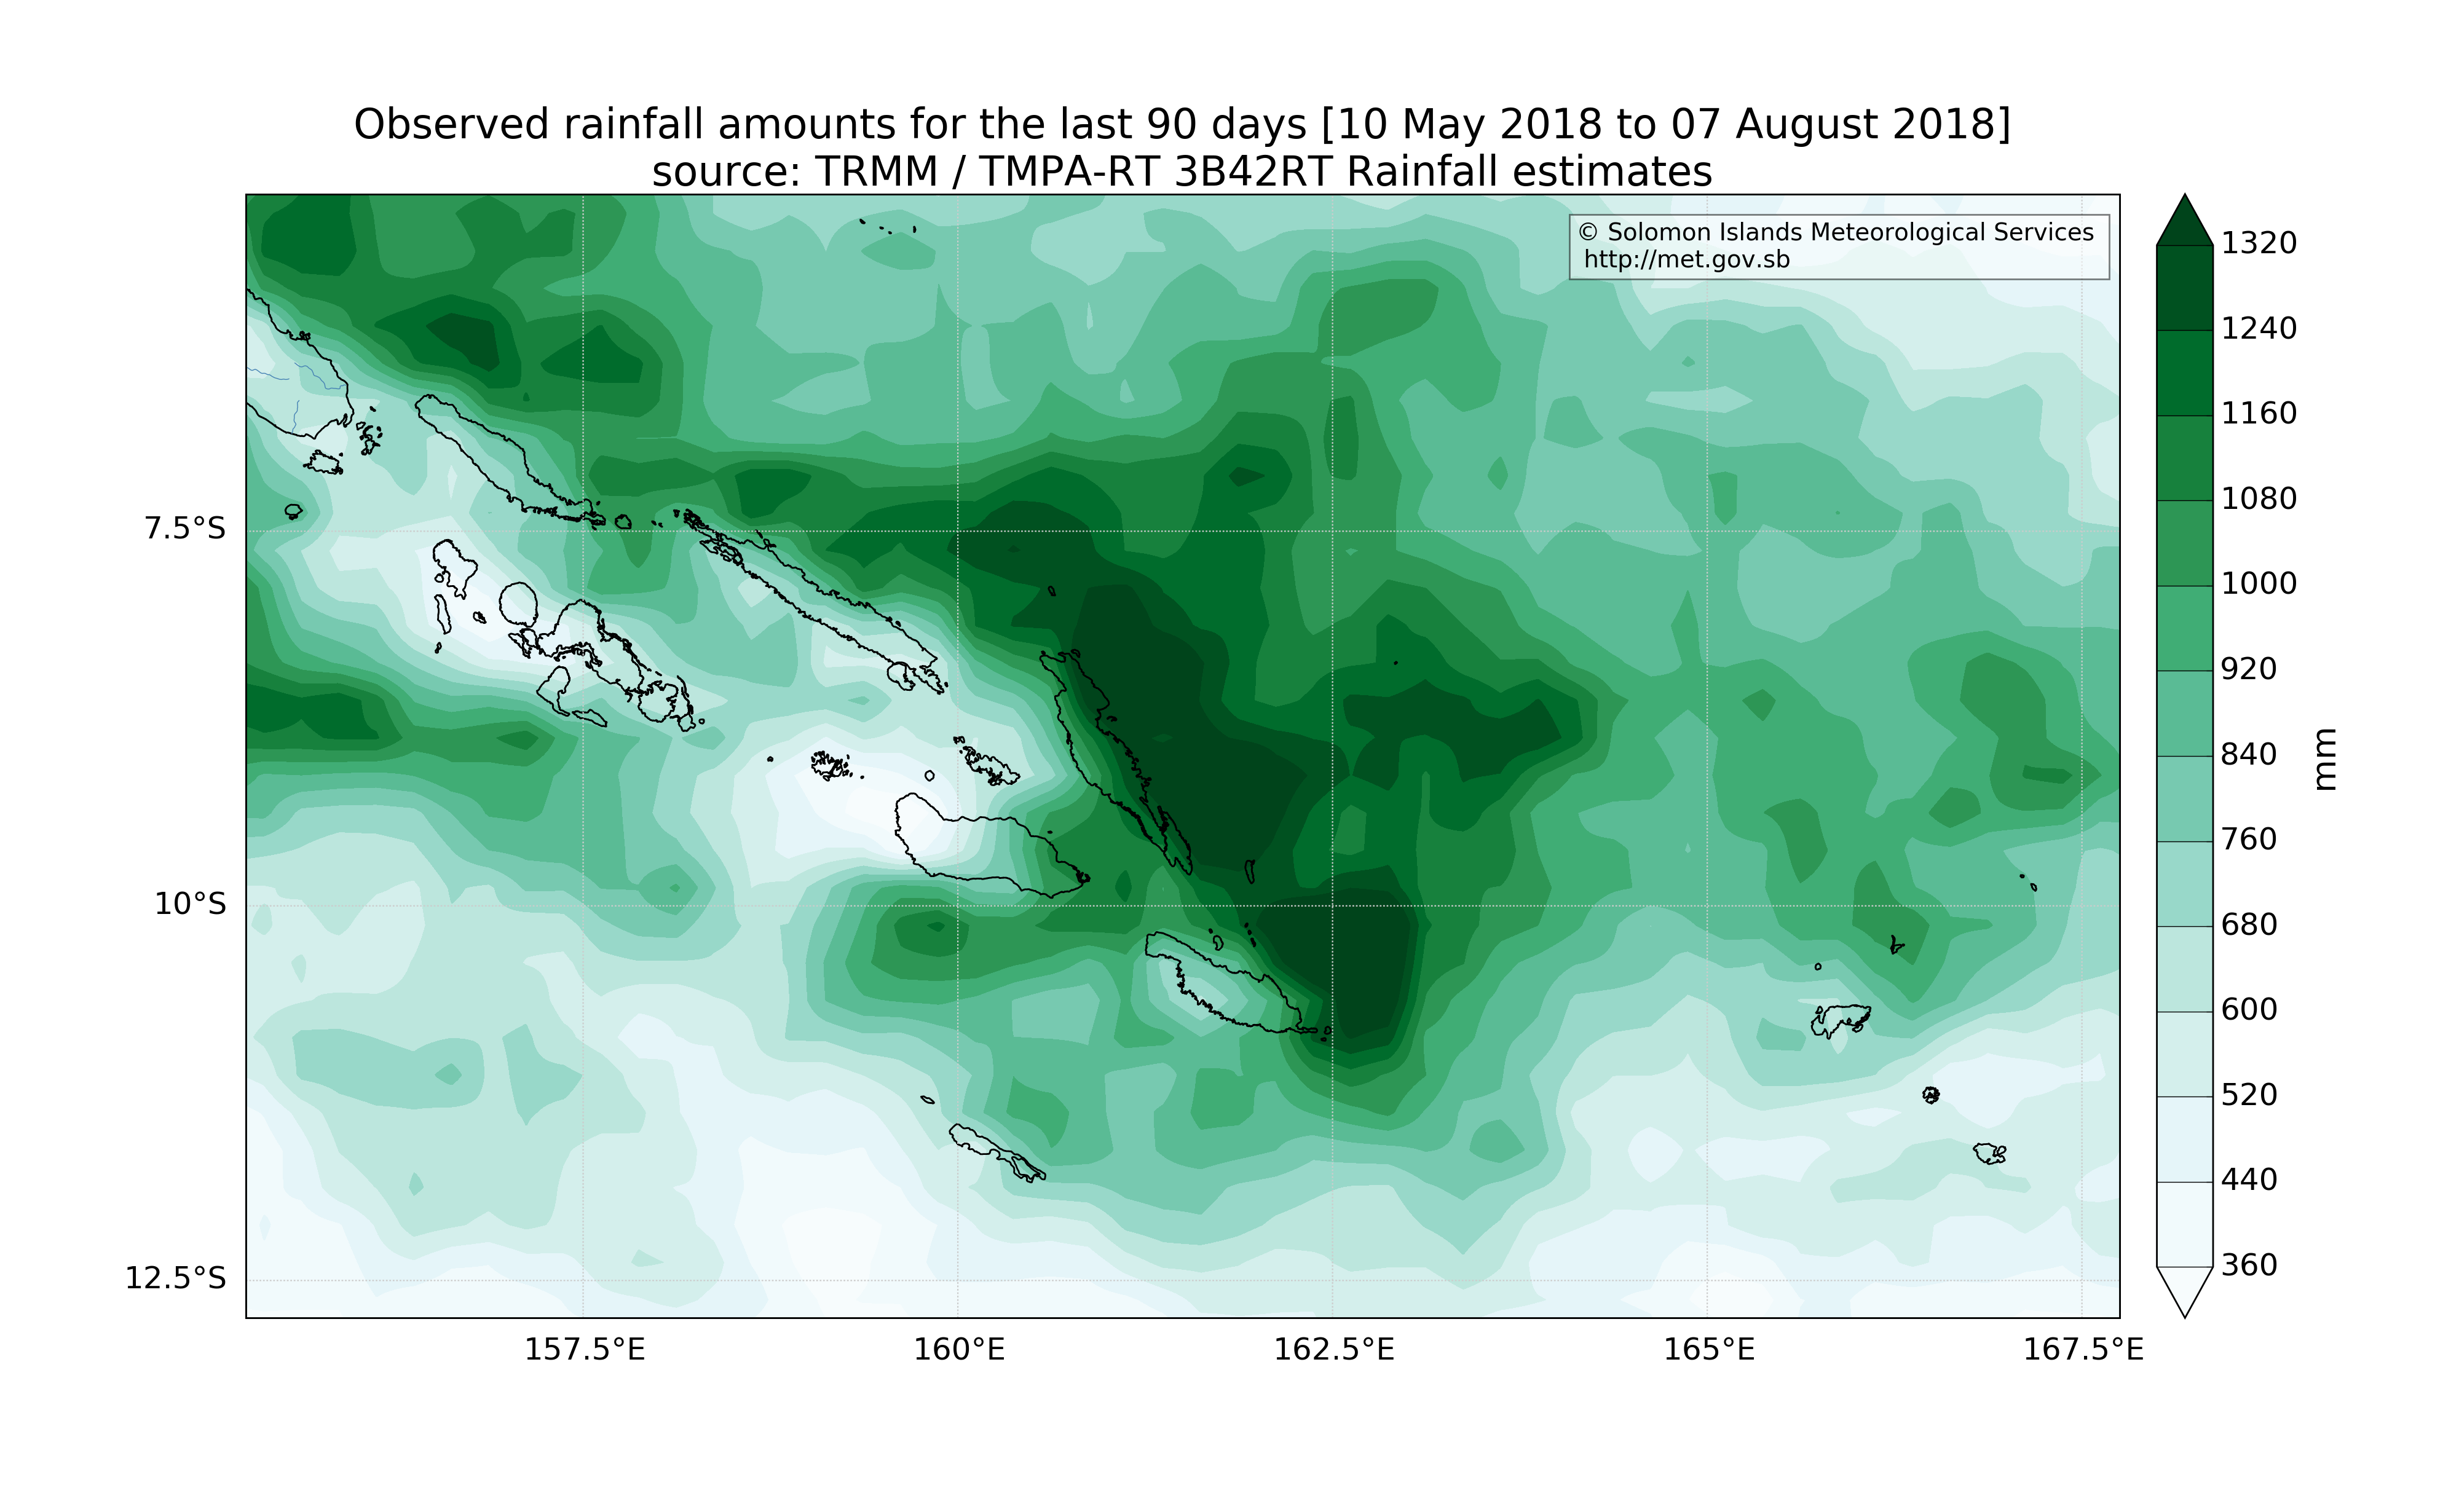 Observed rainfall amounts for the last 90 days [10 May 2018 to 07 August 2018]
source: TRMM / TMPA-RT 3B42RT Rainfall estimates
© Solomon Islands Meteorological Services
http://met.gov.sb
7.5°S
10°S
12.5°S
157.5°E
160°E
162.5°E
165°E
167.5°E
1320
1240
1160
1080
1000
920
840
760
680
600
520
440
360
mm